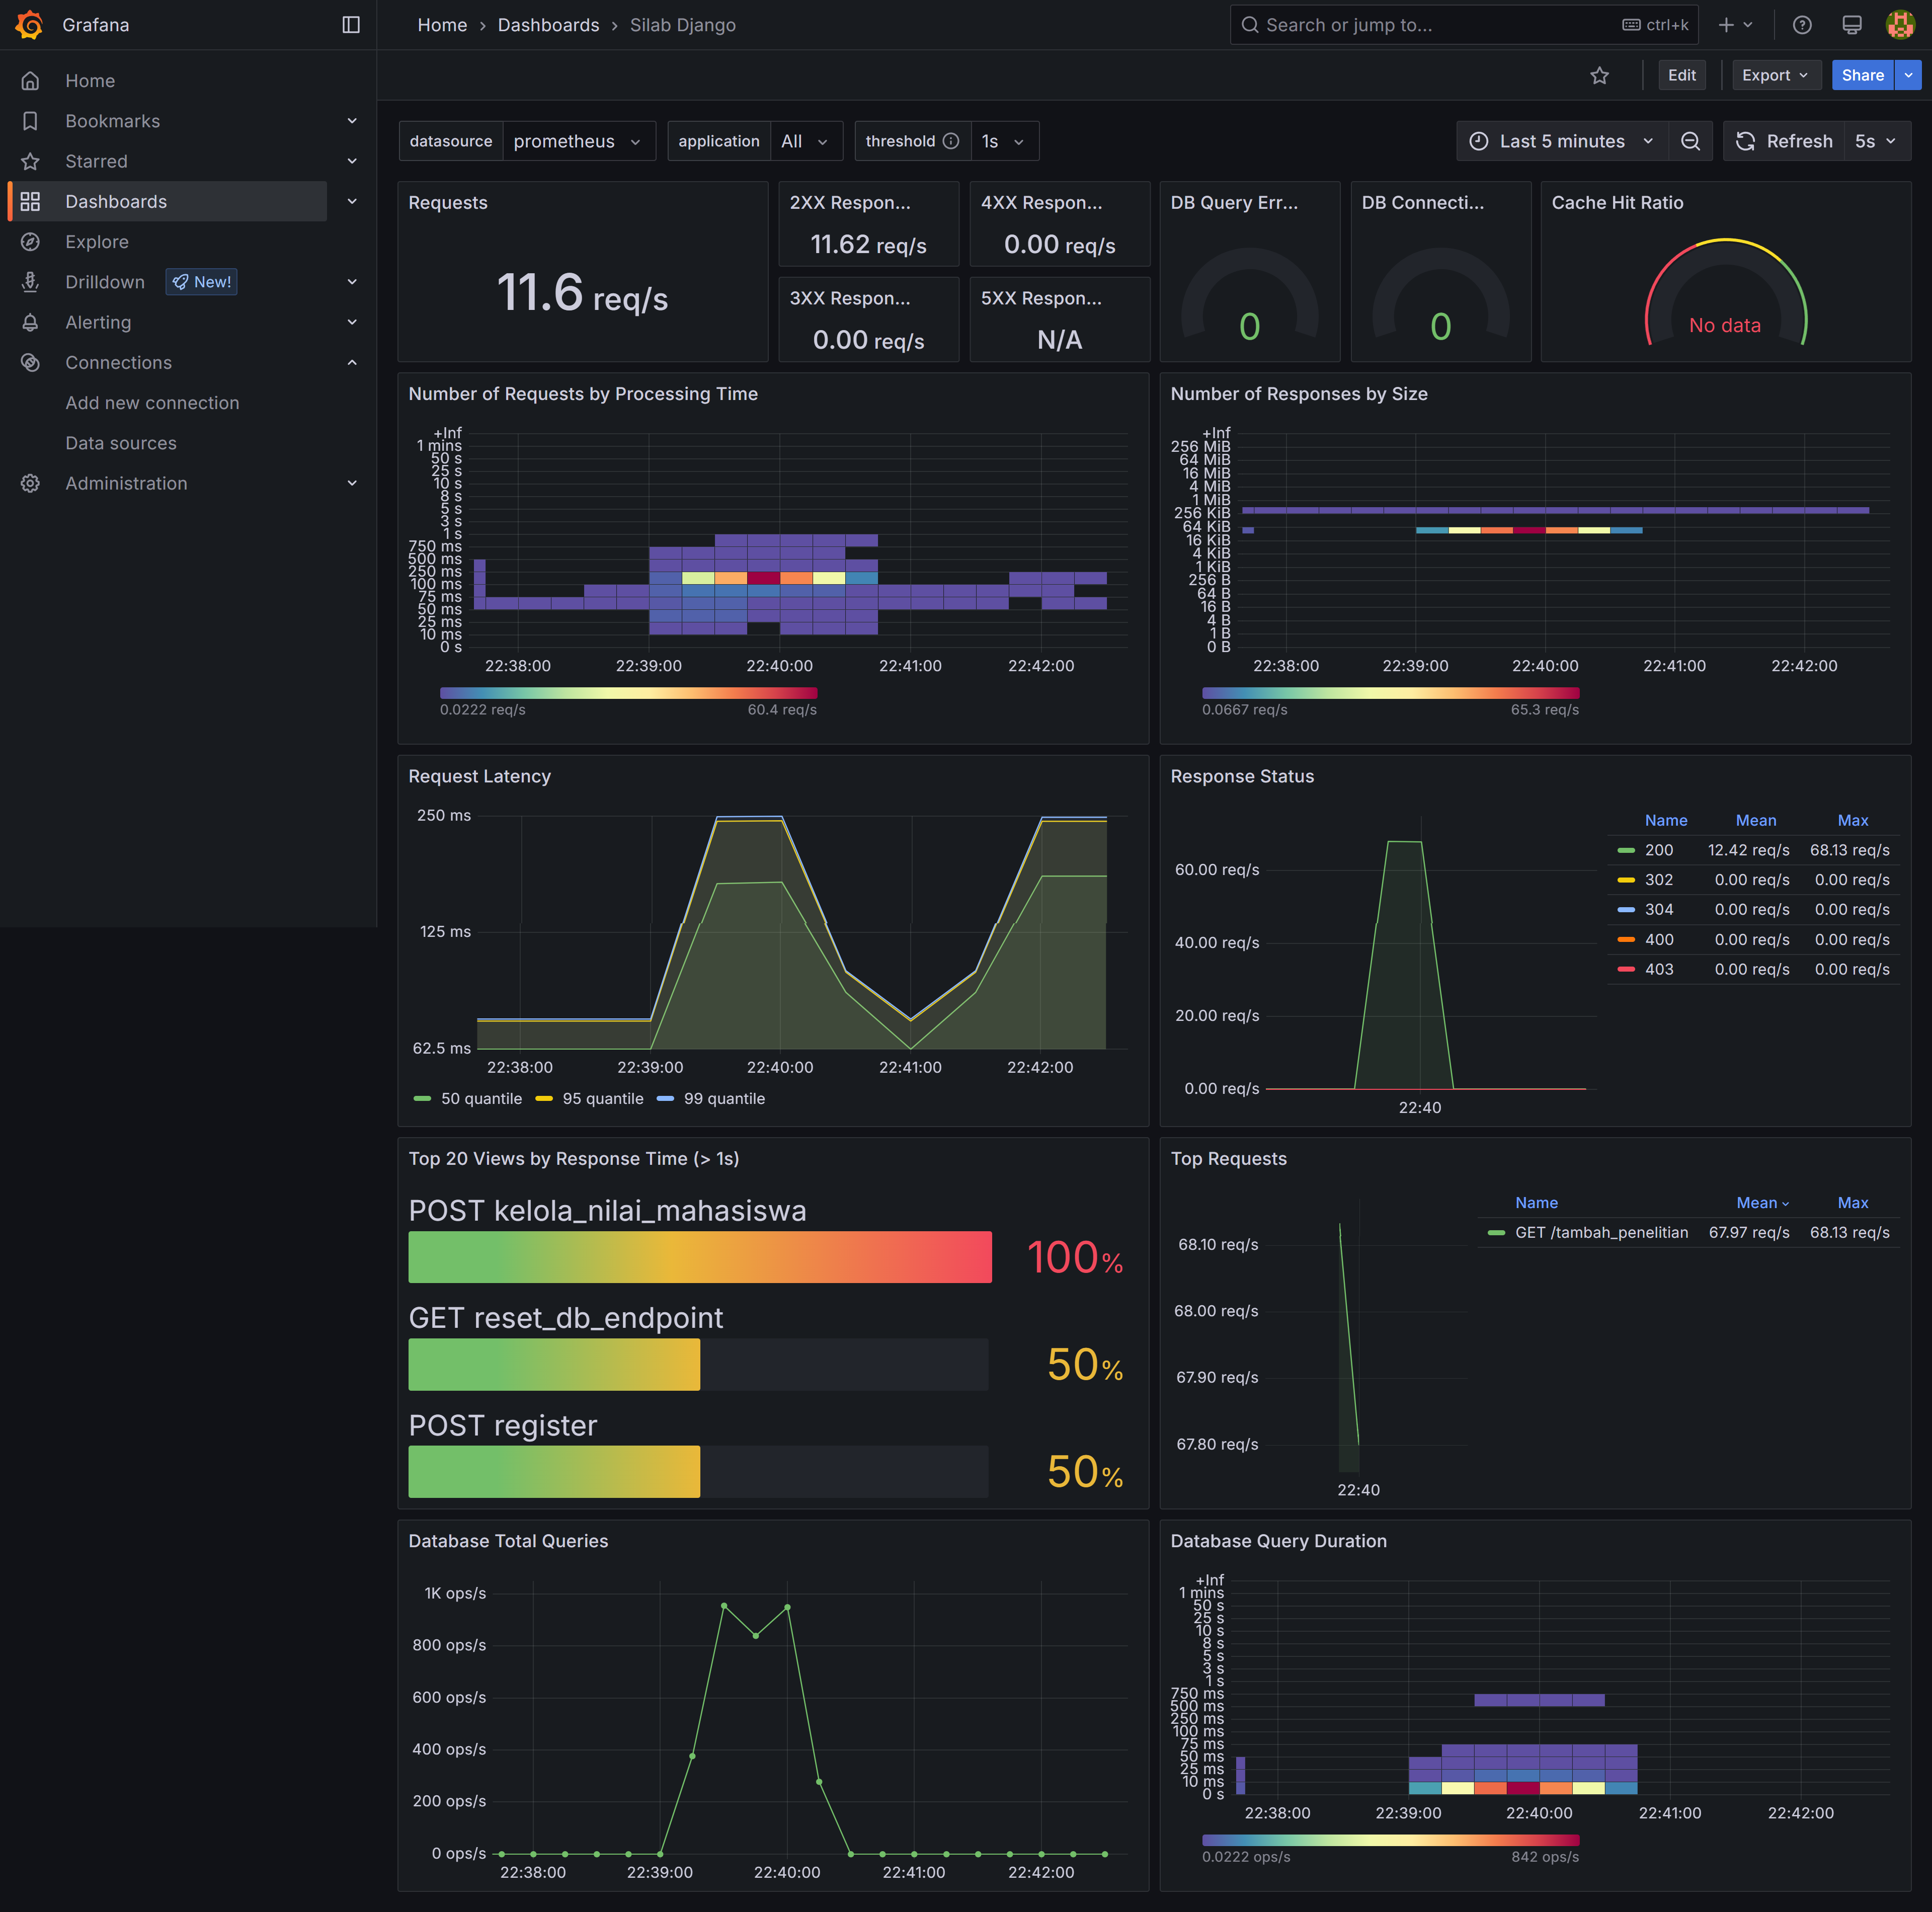 Grafana
Home
Bookmarks
Starred
Dashboards
Explore
Drilldown New!
Alerting
Connections
Add new connection
Data sources
Administration
Home › Dashboards › Silab Django
Search or jump to... ctrl+k
Edit
Export
Share
datasource prometheus
application All
threshold 1s
Last 5 minutes
Refresh 5s
Requests
11.6 req/s
2XX Respon...
11.62 req/s
4XX Respon...
0.00 req/s
3XX Respon...
0.00 req/s
5XX Respon...
N/A
DB Query Err...
0
DB Connecti...
0
Cache Hit Ratio
No data
Number of Requests by Processing Time
+Inf
1 mins
50 s
25 s
10 s
8 s
5 s
3 s
1 s
750 ms
500 ms
250 ms
100 ms
75 ms
50 ms
25 ms
10 ms
0 s
22:38:00 22:39:00 22:40:00 22:41:00 22:42:00
0.0222 req/s 60.4 req/s
Number of Responses by Size
+Inf
256 MiB
64 MiB
16 MiB
4 MiB
1 MiB
256 KiB
64 KiB
16 KiB
4 KiB
1 KiB
256 B
64 B
16 B
4 B
1 B
0 B
22:38:00 22:39:00 22:40:00 22:41:00 22:42:00
0.0667 req/s 65.3 req/s
Request Latency
250 ms
125 ms
62.5 ms
22:38:00 22:39:00 22:40:00 22:41:00 22:42:00
50 quantile 95 quantile 99 quantile
Response Status
60.00 req/s
40.00 req/s
20.00 req/s
0.00 req/s
22:40
Name Mean Max
200 12.42 req/s 68.13 req/s
302 0.00 req/s 0.00 req/s
304 0.00 req/s 0.00 req/s
400 0.00 req/s 0.00 req/s
403 0.00 req/s 0.00 req/s
Top 20 Views by Response Time (> 1s)
POST kelola_nilai_mahasiswa
100%
GET reset_db_endpoint
50%
POST register
50%
Top Requests
68.10 req/s
68.00 req/s
67.90 req/s
67.80 req/s
22:40
Name Mean Max
GET /tambah_penelitian 67.97 req/s 68.13 req/s
Database Total Queries
1K ops/s
800 ops/s
600 ops/s
400 ops/s
200 ops/s
0 ops/s
22:38:00 22:39:00 22:40:00 22:41:00 22:42:00
Database Query Duration
+Inf
1 mins
50 s
25 s
10 s
8 s
5 s
3 s
1 s
750 ms
500 ms
250 ms
100 ms
75 ms
50 ms
25 ms
10 ms
0 s
22:38:00 22:39:00 22:40:00 22:41:00 22:42:00
0.0222 ops/s 842 ops/s